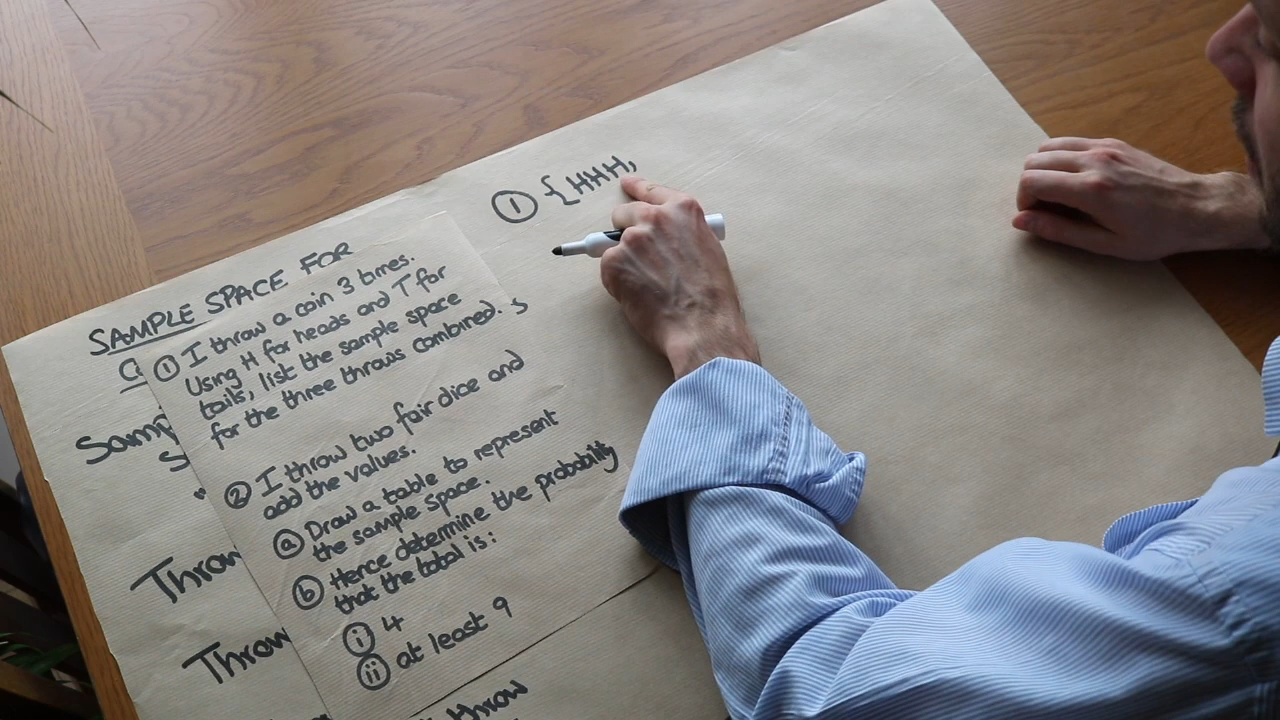 SAMPLE SPACE FOR
① I throw a coin 3 times.
Using H for heads and T for
tails, list the sample space
for the three throws combined.
② I throw two fair dice and
add the values.
ⓐ Draw a table to represent
the sample space.
ⓑ Hence determine the probability
that the total is:
ⓘ 4
ⓘⓘ at least 9
Throw
Throw
throw
① {HHH,